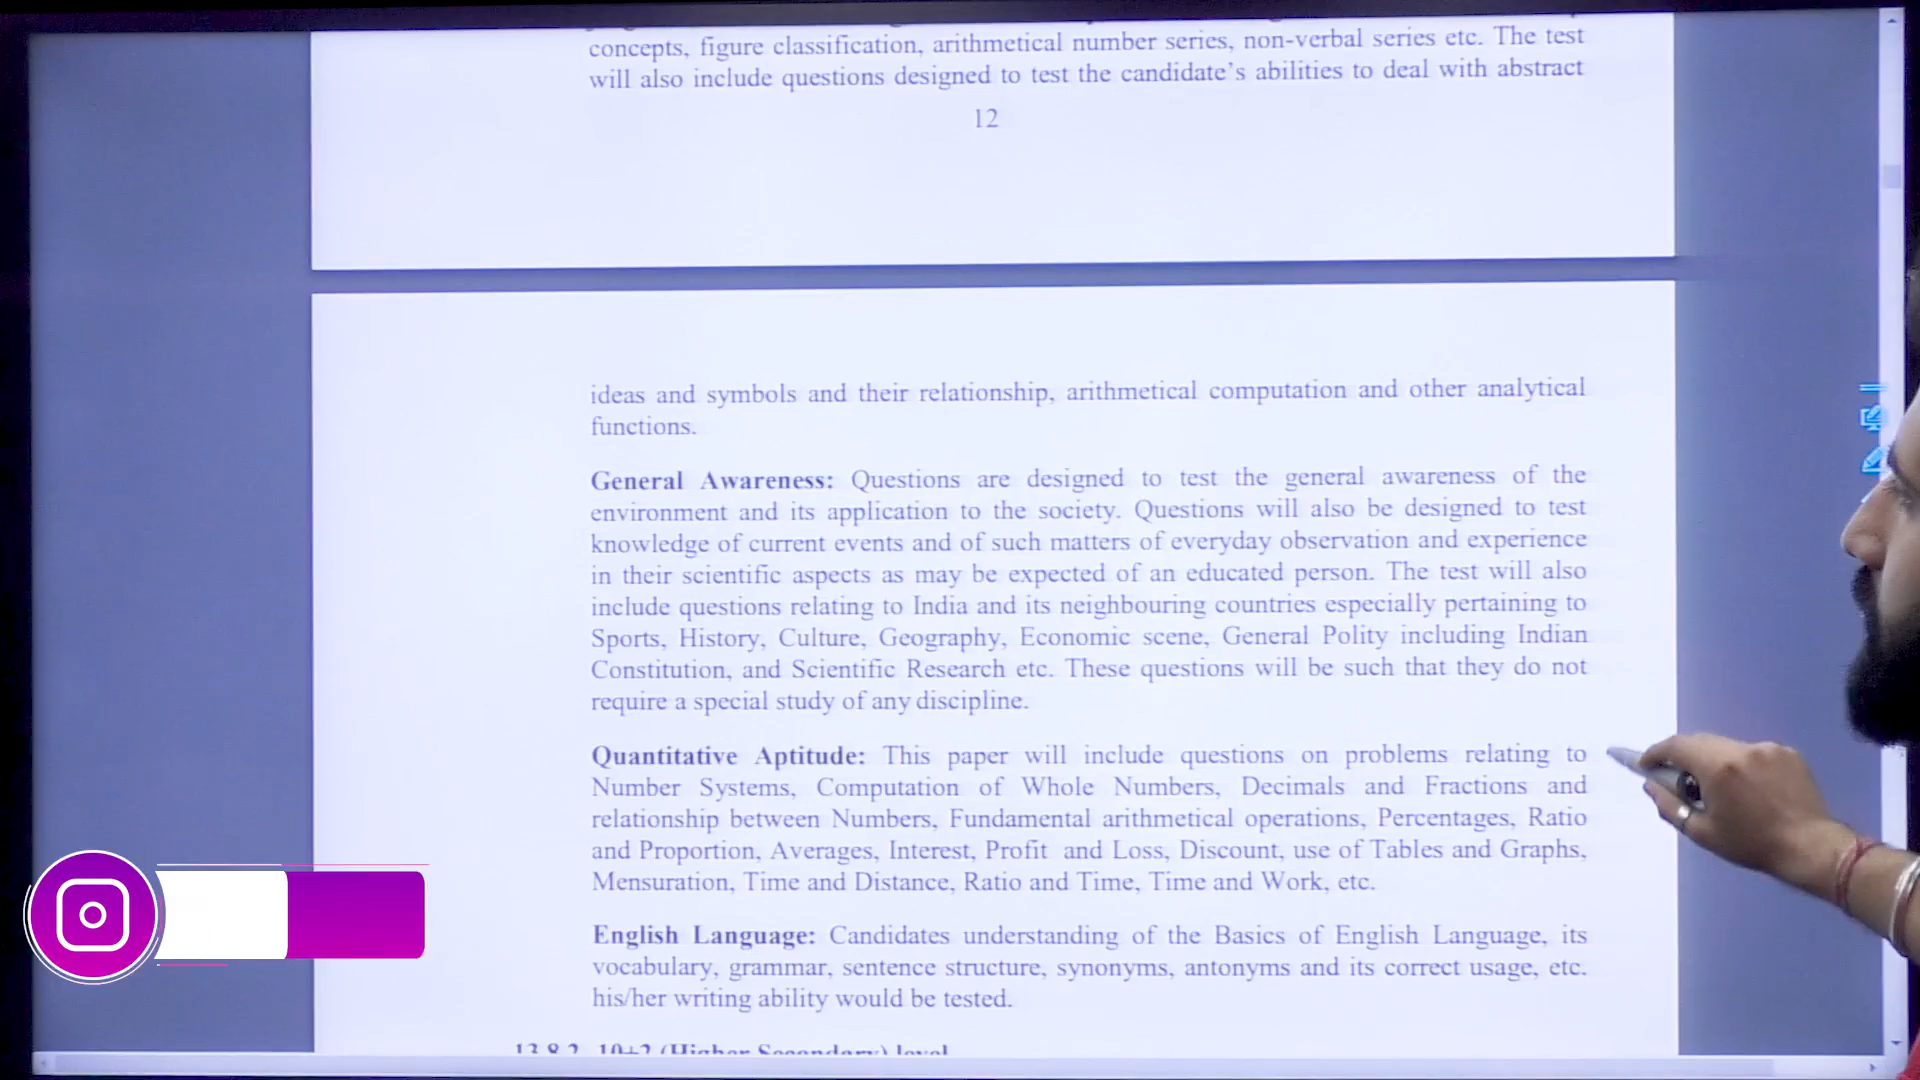 concepts, figure classification, arithmetical number series, non-verbal series etc. The test
will also include questions designed to test the candidate's abilities to deal with abstract
12
ideas and symbols and their relationship, arithmetical computation and other analytical
functions.
General Awareness: Questions are designed to test the general awareness of the
environment and its application to the society. Questions will also be designed to test
knowledge of current events and of such matters of everyday observation and experience
in their scientific aspects as may be expected of an educated person. The test will also
include questions relating to India and its neighbouring countries especially pertaining to
Sports, History, Culture, Geography, Economic scene, General Polity including Indian
Constitution, and Scientific Research etc. These questions will be such that they do not
require a special study of any discipline.
Quantitative Aptitude: This paper will include questions on problems relating to
Number Systems, Computation of Whole Numbers, Decimals and Fractions and
relationship between Numbers, Fundamental arithmetical operations, Percentages, Ratio
and Proportion, Averages, Interest, Profit and Loss, Discount, use of Tables and Graphs,
Mensuration, Time and Distance, Ratio and Time, Time and Work, etc.
English Language: Candidates understanding of the Basics of English Language, its
vocabulary, grammar, sentence structure, synonyms, antonyms and its correct usage, etc.
his/her writing ability would be tested.
10+2 (Higher Secondary) level